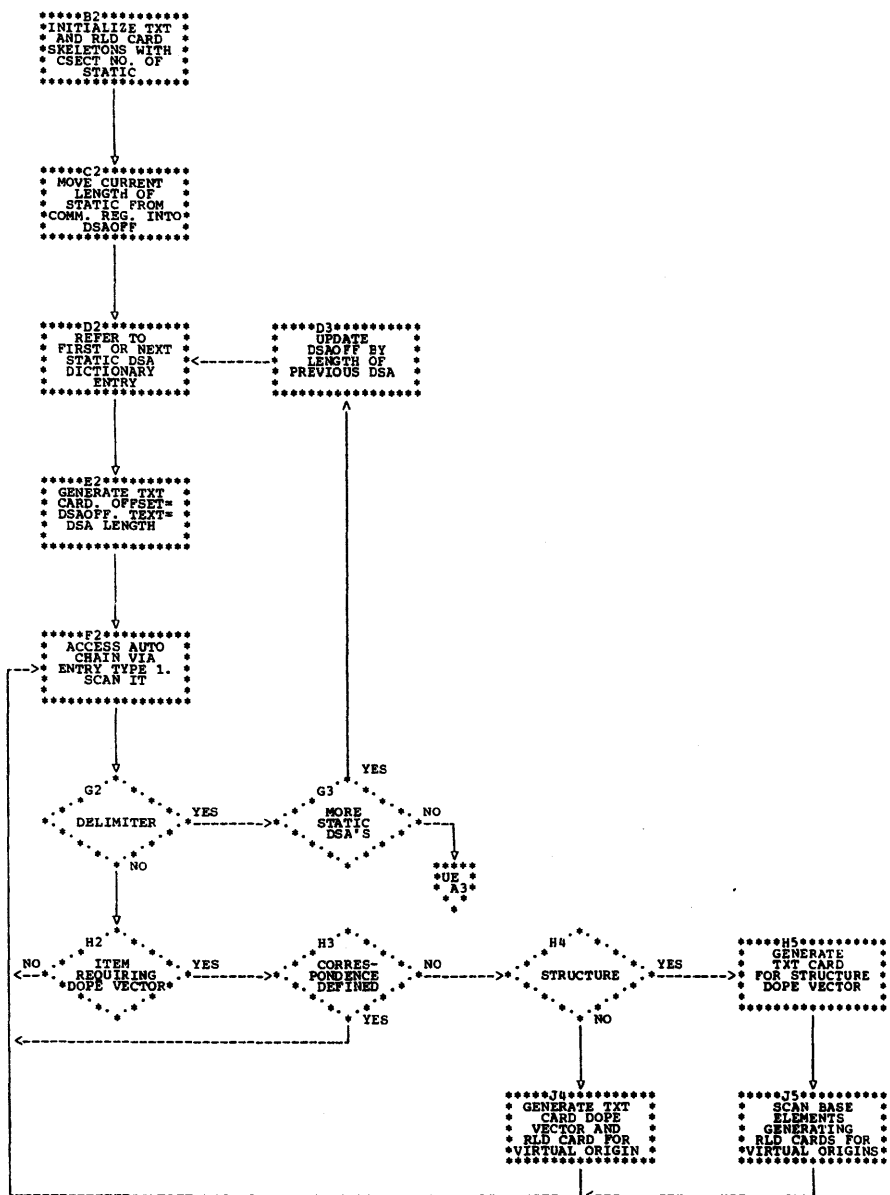 B2
INITIALIZE TXT
AND RLD CARD
SKELETONS WITH
CSECT NO. OF
STATIC
C2
MOVE CURRENT
LENGTH OF
STATIC FROM
COMM. REG. INTO
DSAOFF
D2
REFER TO
FIRST OR NEXT
STATIC DSA
DICTIONARY
ENTRY
D3
UPDATE
DSAOFF BY
LENGTH OF
PREVIOUS DSA
E2
GENERATE TXT
CARD. OFFSET=
DSAOFF. TEXT=
DSA LENGTH
F2
ACCESS AUTO
CHAIN VIA
ENTRY TYPE 1.
SCAN IT
G2
DELIMITER
YES
NO
G3
MORE
STATIC
DSA'S
YES
NO
UE
A3
H2
ITEM
REQUIRING
DOPE VECTOR
NO
YES
H3
CORRES-
PONDENCE
DEFINED
NO
YES
H4
STRUCTURE
YES
NO
H5
GENERATE
TXT CARD
FOR STRUCTURE
DOPE VECTOR
J4
GENERATE TXT
CARD DOPE
VECTOR AND
RLD CARD FOR
VIRTUAL ORIGIN
J5
SCAN BASE
ELEMENTS
GENERATING
RLD CARDS FOR
VIRTUAL ORIGINS